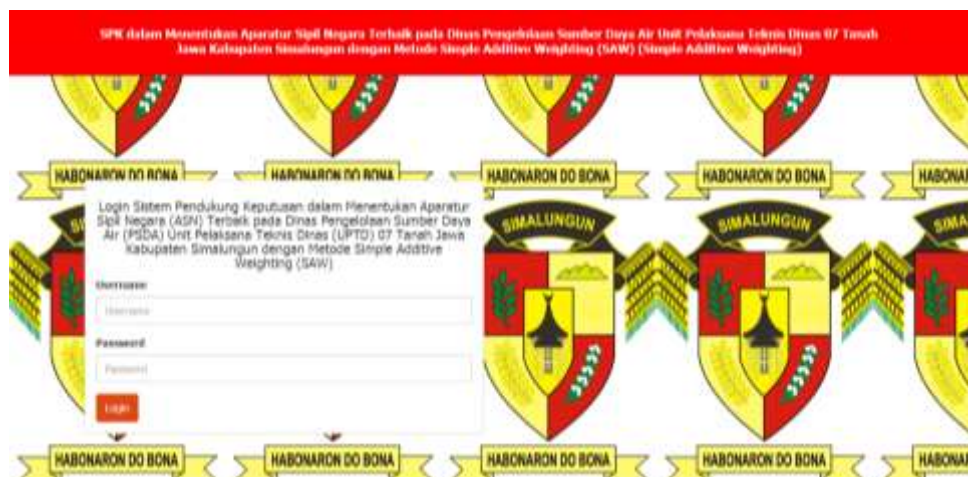 SPK dalam Menentukan Aparatur Sipil Negara Terbaik pada Dinas Pengelolaan Sumber Daya Air Unit Pelaksana Teknis Dinas 07 Tanah
Jawa Kabupaten Simalungun dengan Metode Simple Additive Weighting (SAW) (Simple Additive Weighting)
HABONARON DO BONA
HABONARON DO BONA
HABONARON DO BONA
HABONARON DO BONA
HABONA
Login Sistem Pendukung Keputusan dalam Menentukan Aparatur
Sipil Negara (ASN) Terbaik pada Dinas Pengelolaan Sumber Daya
Air (PSDA) Unit Pelaksana Teknis Dinas (UPTD) 07 Tanah Jawa
Kabupaten Simalungun dengan Metode Simple Additive
Weighting (SAW)
SI
SIMALUNGUN
SIMALUNGUN
SIMA
Username
Username
Password
Password
Login
HABONARON DO BONA
HABONARON DO BONA
HABONARON DO BONA
HABONARON DO BONA
HABONA